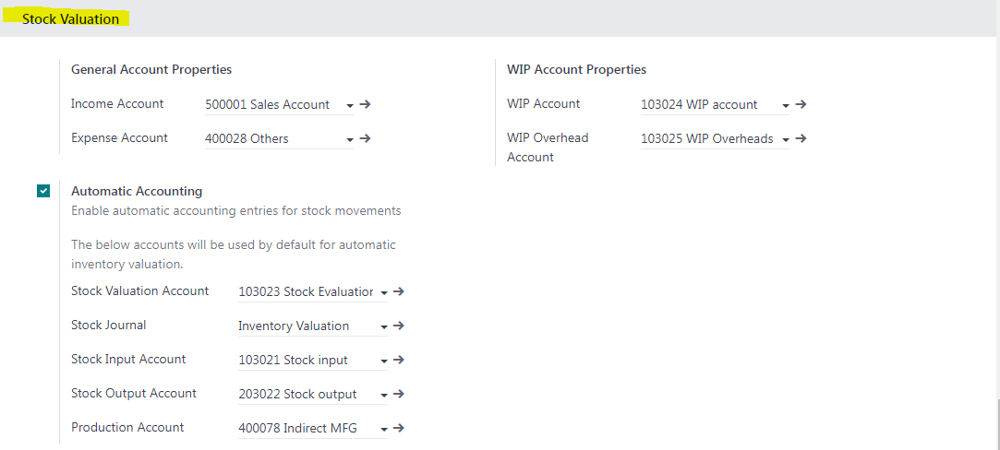 Stock Valuation
General Account Properties
Income Account 500001 Sales Account
Expense Account 400028 Others
WIP Account Properties
WIP Account 103024 WIP account
WIP Overhead 103025 WIP Overheads
Account
Automatic Accounting
Enable automatic accounting entries for stock movements
The below accounts will be used by default for automatic
inventory valuation.
Stock Valuation Account 103023 Stock Evaluation
Stock Journal Inventory Valuation
Stock Input Account 103021 Stock input
Stock Output Account 203022 Stock output
Production Account 400078 Indirect MFG